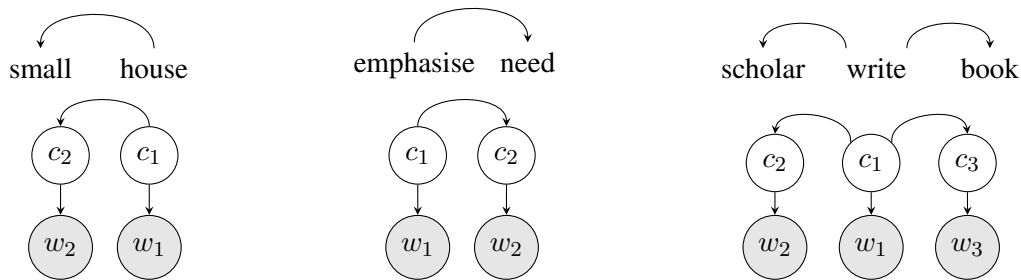 small house emphasise need scholar write book
c₂ c₁ c₁ c₂ c₂ c₁ c₃
w₂ w₁ w₁ w₂ w₂ w₁ w₃